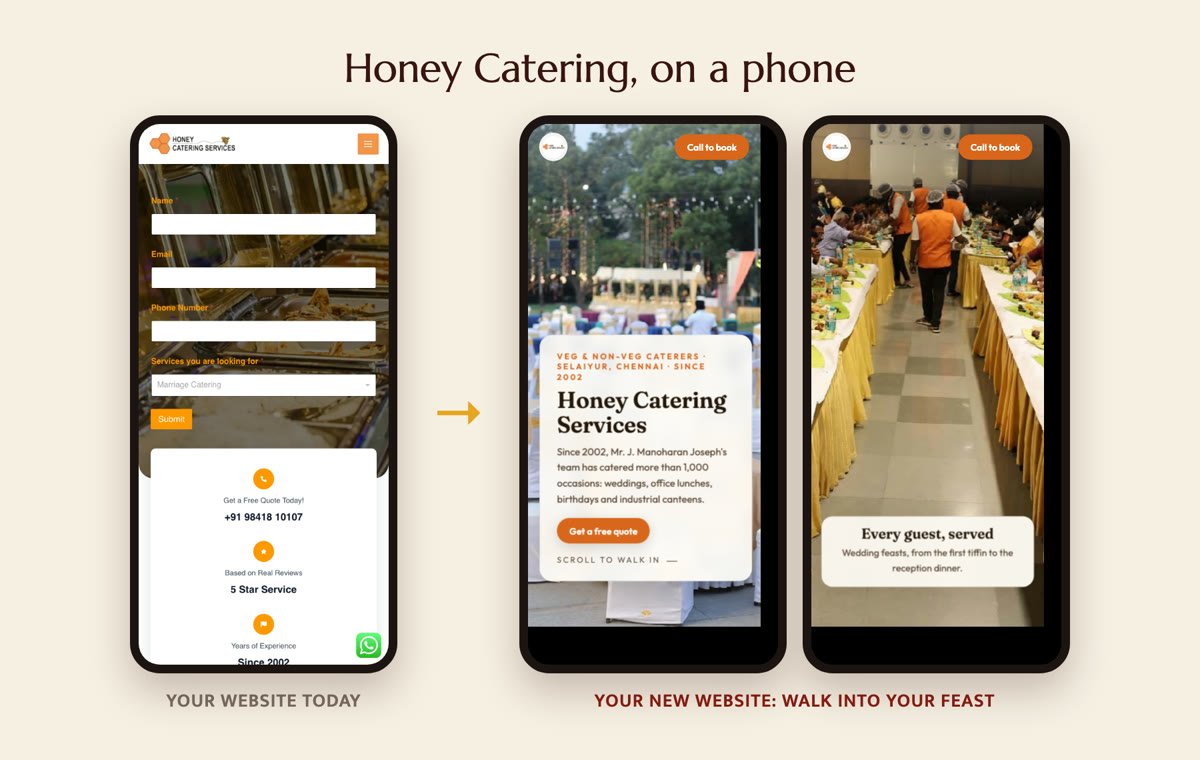 Honey Catering, on a phone
HONEY
CATERING SERVICES
Name
Email
Phone Number
Services you are looking for
Marriage Catering
Submit
Get a Free Quote Today!
+91 98418 10107
Based on Real Reviews
5 Star Service
Years of Experience
Since 2002
YOUR WEBSITE TODAY
Call to book
VEG & NON-VEG CATERERS ·
SELAIYUR, CHENNAI · SINCE
2002
Honey Catering
Services
Since 2002, Mr. J. Manoharan Joseph's
team has catered more than 1,000
occasions: weddings, office lunches,
birthdays and industrial canteens.
Get a free quote
SCROLL TO WALK IN —
Call to book
Every guest, served
Wedding feasts, from the first tiffin to the
reception dinner.
YOUR NEW WEBSITE: WALK INTO YOUR FEAST